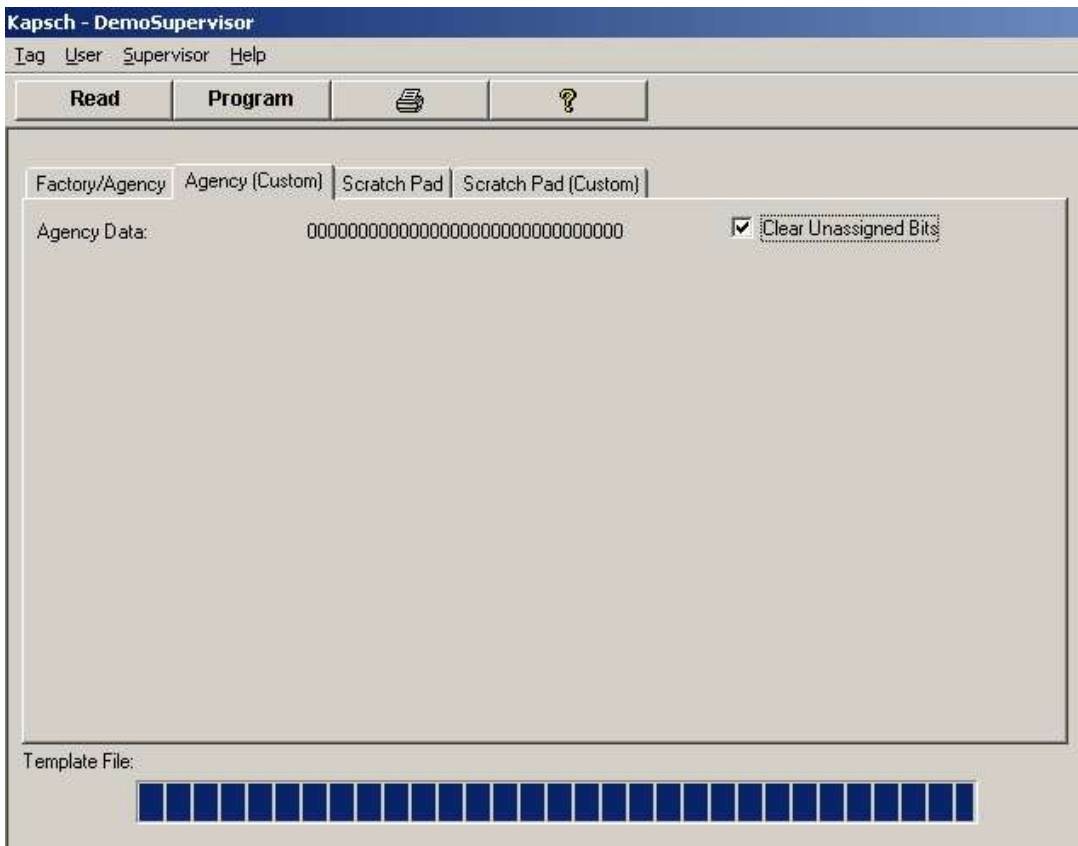 Kapsch - DemoSupervisor
Tag User Supervisor Help
Read Program ?
Factory/Agency Agency (Custom) Scratch Pad Scratch Pad (Custom)
Agency Data: 00000000000000000000000000000000 Clear Unassigned Bits
Template File: